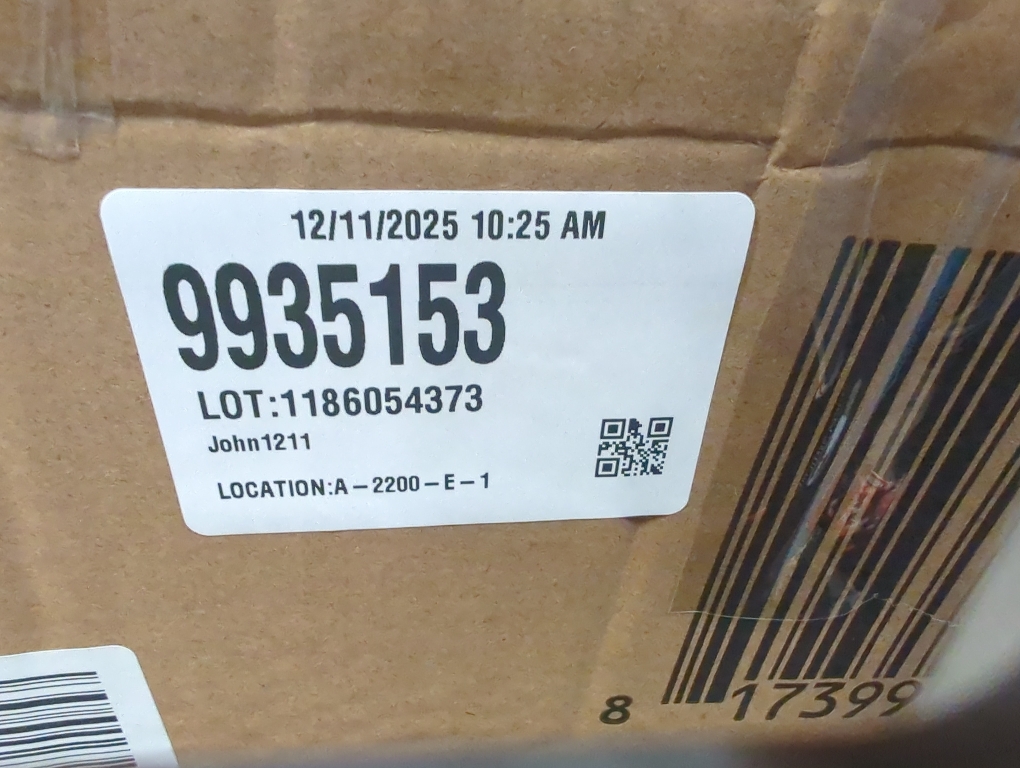 12/11/2025 10:25 AM
9935153
LOT:1186054373
John1211
LOCATION:A-2200-E-1
8 17399